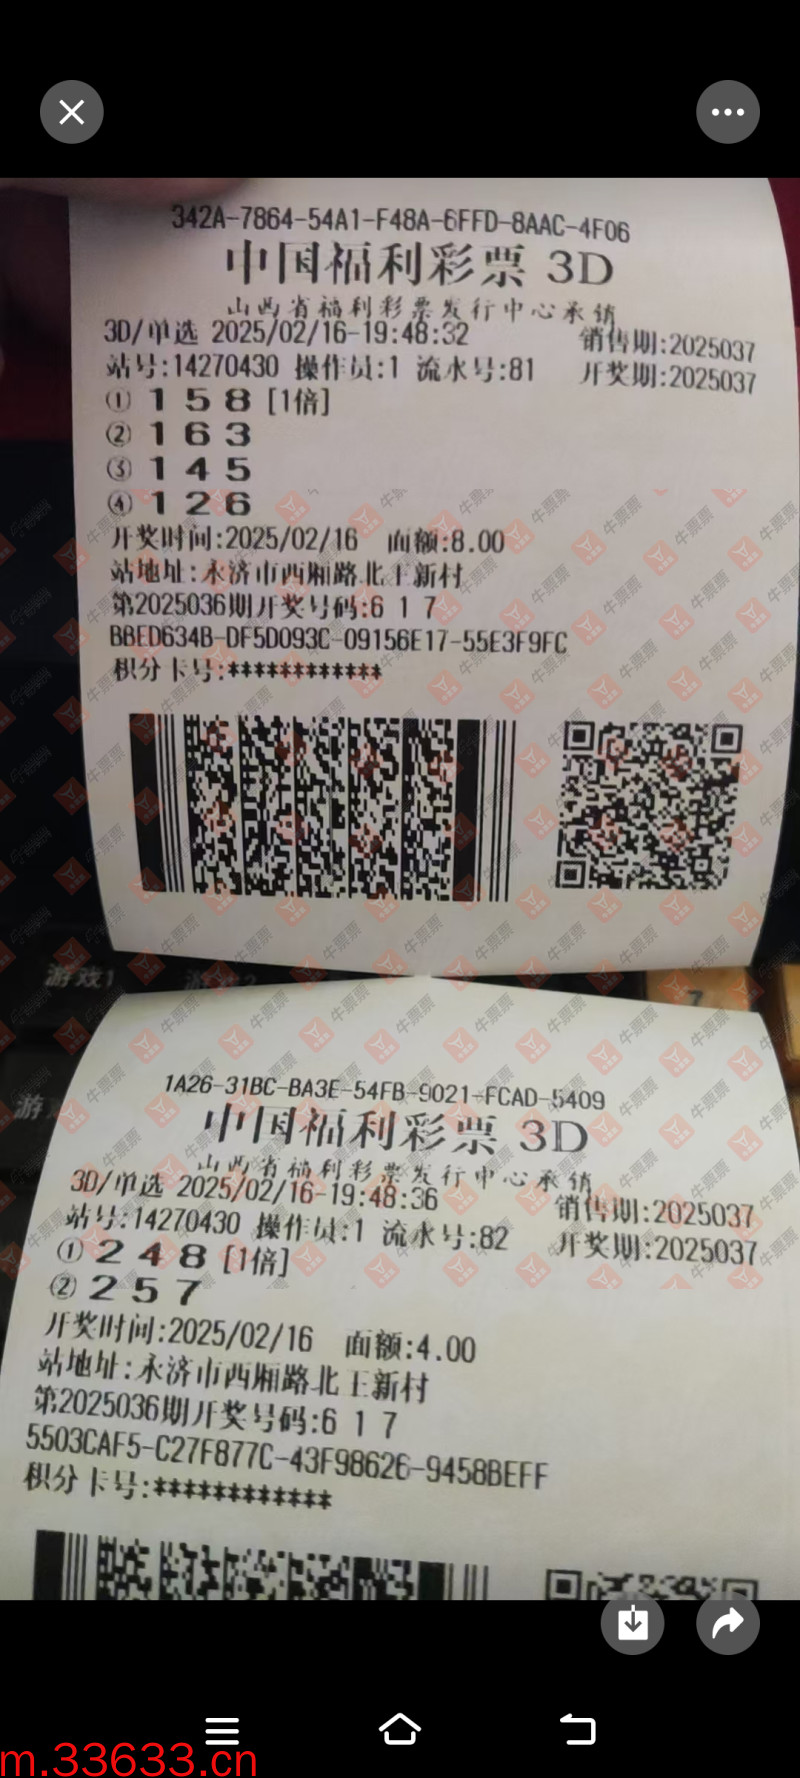 342A-7864-54A1-F48A-6FFD-8AAC-4F06
中国福利彩票 3D
山西省福利彩票发行中心承销
3D/单选 2025/02/16-19:48:32 销售期:2025037
站号:14270430 操作员:1 流水号:81 开奖期:2025037
① 1 5 8 [1倍]
② 1 6 3
③ 1 4 5
④ 1 2 6
开奖时间:2025/02/16 面额:8.00
站地址:永济市西厢路北王新村
第2025036期开奖号码:6 1 7
BBED634B-DF5D093C-09156E17-55E3F9FC
积分卡号:************
游戏1 游戏2
7
游
1A26-31BC-BA3E-54FB-9021-FCAD-5409
中国福利彩票 3D
山西省福利彩票发行中心承销
3D/单选 2025/02/16-19:48:36 销售期:2025037
站号:14270430 操作员:1 流水号:82 开奖期:2025037
① 2 4 8 [1倍]
② 2 5 7
开奖时间:2025/02/16 面额:4.00
站地址:永济市西厢路北王新村
第2025036期开奖号码:6 1 7
5503CAF5-C27F877C-43F98626-9458BEFF
积分卡号:************
牛票票
m.33633.cn